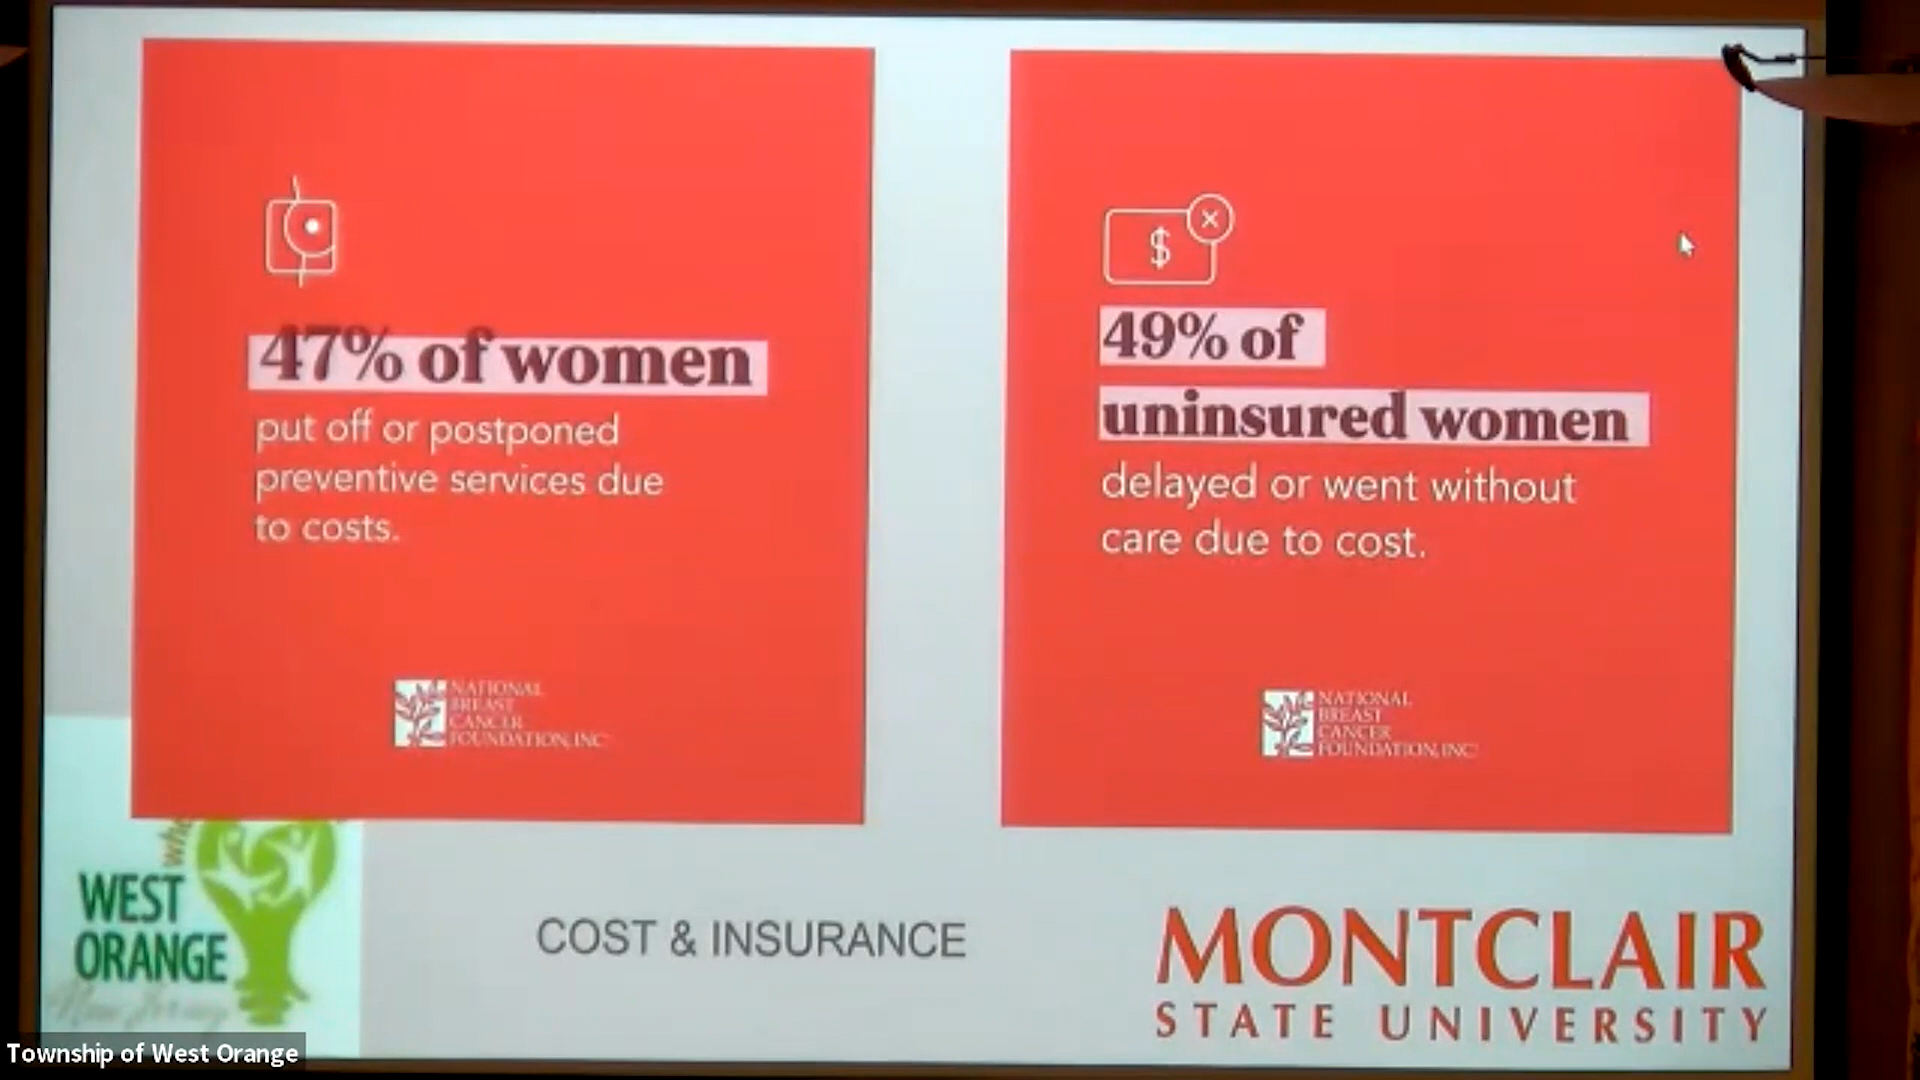 47% of women
put off or postponed
preventive services due
to costs.
NATIONAL
BREAST
CANCER
FOUNDATION, INC
$
49% of
uninsured women
delayed or went without
care due to cost.
NATIONAL
BREAST
CANCER
FOUNDATION, INC
WEST
ORANGE
New Jersey
COST & INSURANCE
MONTCLAIR
STATE UNIVERSITY
Township of West Orange